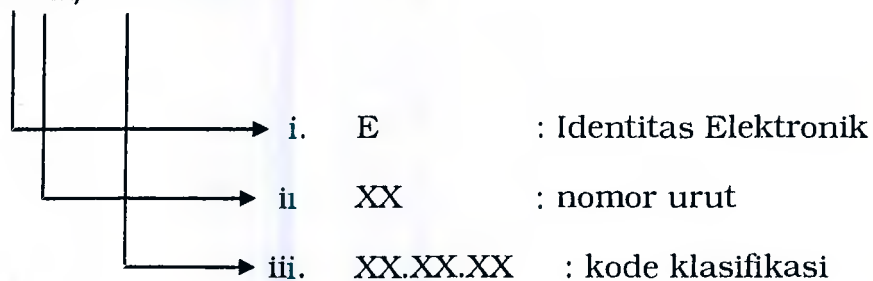 i. E : Identitas Elektronik
ii XX : nomor urut
iii. XX.XX.XX : kode klasifikasi